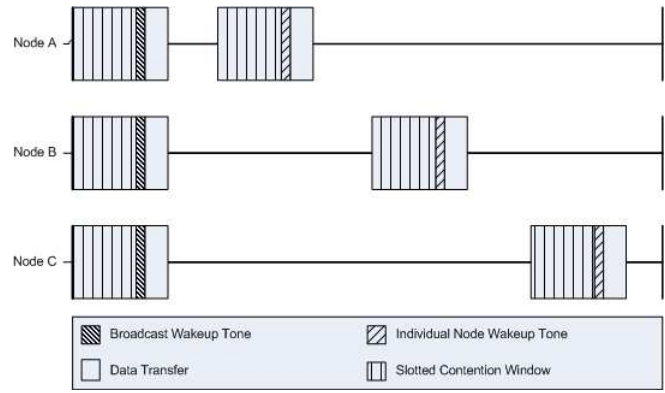 Node A
Node B
Node C
Broadcast Wakeup Tone
Individual Node Wakeup Tone
Data Transfer
Slotted Contention Window